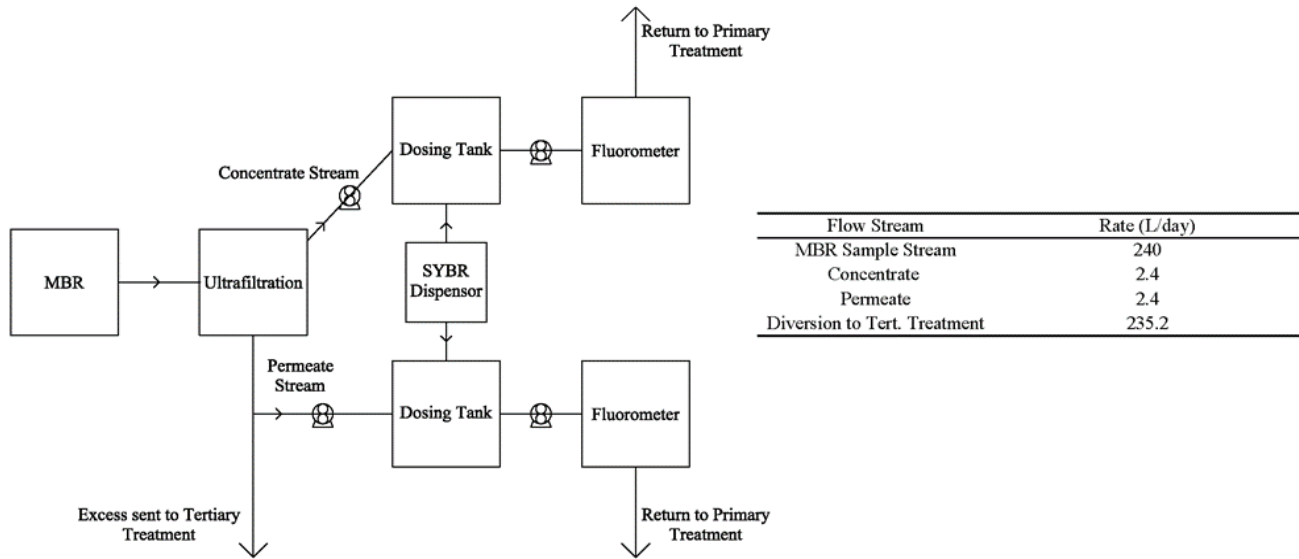 Return to Primary
Treatment
Dosing Tank
Fluorometer
Concentrate Stream
MBR
Ultrafiltration
SYBR
Dispensor
Permeate
Stream
Dosing Tank
Fluorometer
Excess sent to Tertiary
Treatment
Return to Primary
Treatment
Flow Stream Rate (L/day)
MBR Sample Stream 240
Concentrate 2.4
Permeate 2.4
Diversion to Tert. Treatment 235.2